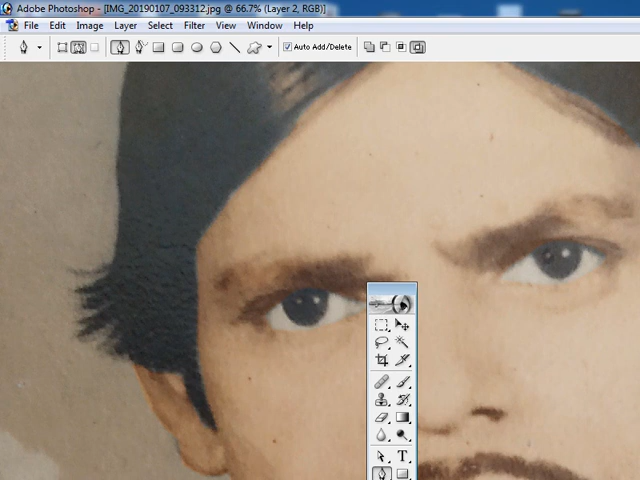 Adobe Photoshop - [IMG_20190107_093312.jpg @ 66.7% (Layer 2, RGB)]
File Edit Image Layer Select Filter View Window Help
Auto Add/Delete
T